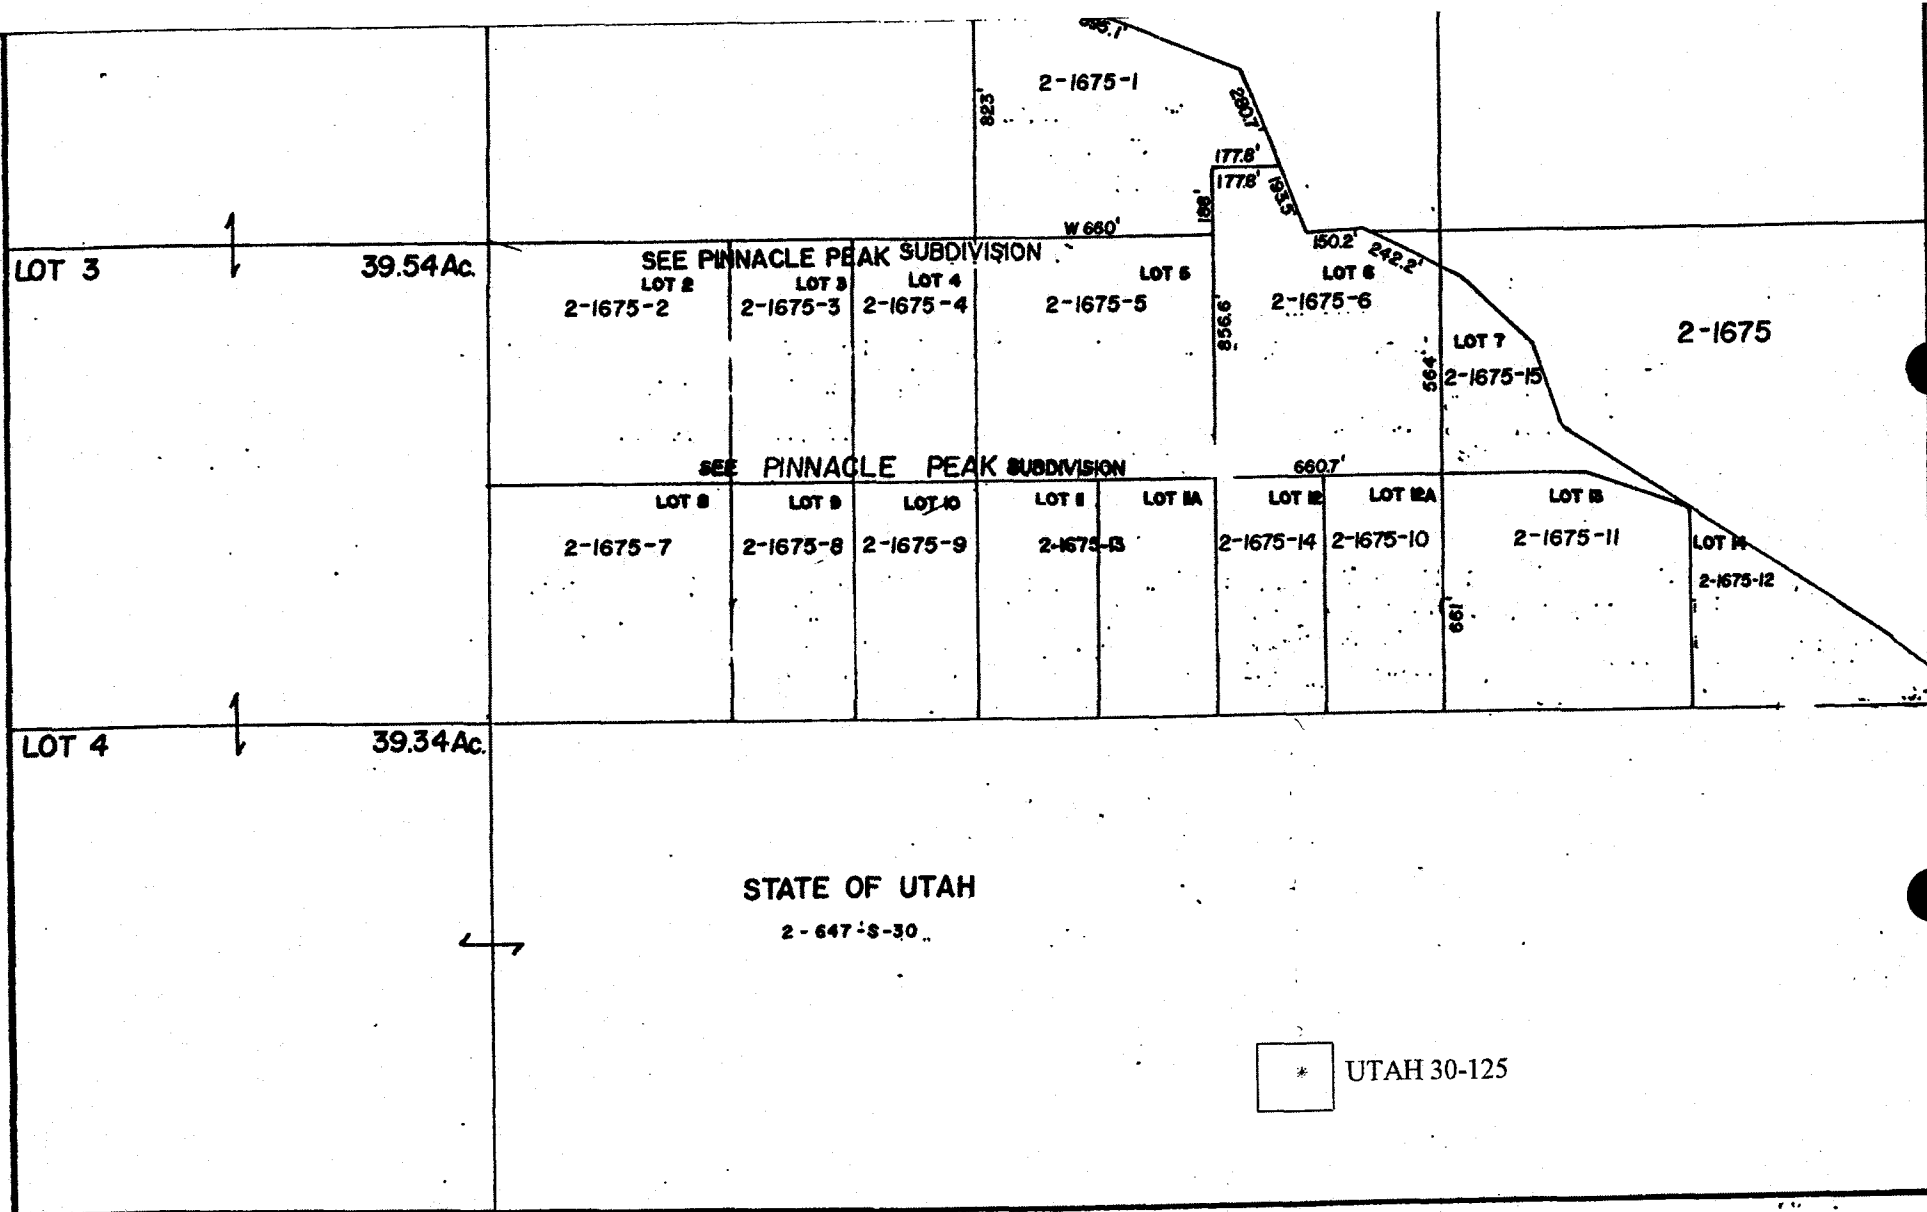 2-1675-1
823'
280.7'
177.8'
177.8'
193.5'
188'
W 660'
150.2'
242.2'
LOT 3
39.54 Ac.
SEE PINNACLE PEAK SUBDIVISION
LOT 2
LOT 3
LOT 4
LOT 5
LOT 6
2-1675-2
2-1675-3
2-1675-4
2-1675-5
2-1675-6
856.6'
2-1675
LOT 7
564'
2-1675-15
SEE PINNACLE PEAK SUBDIVISION
660.7'
LOT 8
LOT 9
LOT 10
LOT 11
LOT 11A
LOT 12
LOT 12A
LOT 13
2-1675-7
2-1675-8
2-1675-9
2-1675-13
2-1675-14
2-1675-10
2-1675-11
LOT 14
2-1675-12
661'
LOT 4
39.34 Ac.
STATE OF UTAH
2-647-S-30
UTAH 30-125